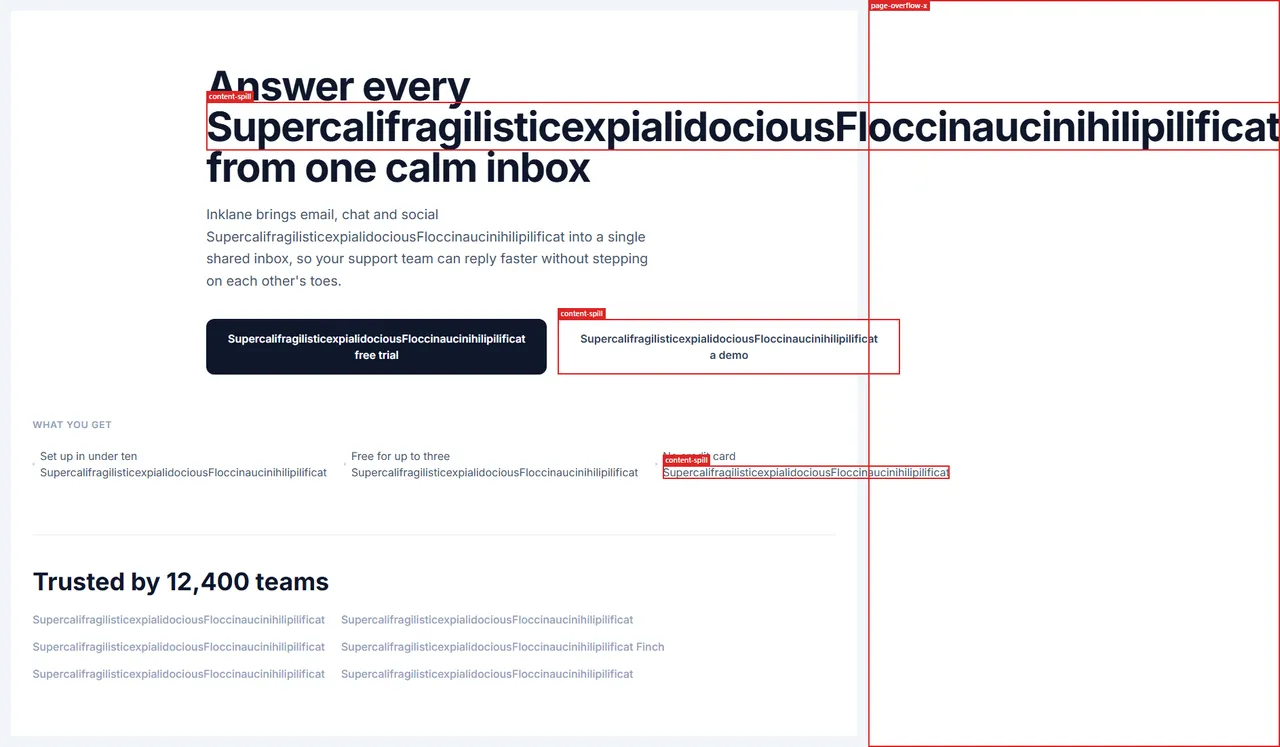 page-overflow-x
Answer every
content-spill
SupercalifragilisticexpialidociousFloccinaucinihilipilificat
from one calm inbox
Inklane brings email, chat and social
SupercalifragilisticexpialidociousFloccinaucinihilipilificat into a single
shared inbox, so your support team can reply faster without stepping
on each other's toes.
content-spill
SupercalifragilisticexpialidociousFloccinaucinihilipilificat
free trial
SupercalifragilisticexpialidociousFloccinaucinihilipilificat
a demo
WHAT YOU GET
Set up in under ten
SupercalifragilisticexpialidociousFloccinaucinihilipilificat
Free for up to three
SupercalifragilisticexpialidociousFloccinaucinihilipilificat
No credit card
content-spill
SupercalifragilisticexpialidociousFloccinaucinihilipilificat
Trusted by 12,400 teams
SupercalifragilisticexpialidociousFloccinaucinihilipilificat
SupercalifragilisticexpialidociousFloccinaucinihilipilificat
SupercalifragilisticexpialidociousFloccinaucinihilipilificat
SupercalifragilisticexpialidociousFloccinaucinihilipilificat Finch
SupercalifragilisticexpialidociousFloccinaucinihilipilificat
SupercalifragilisticexpialidociousFloccinaucinihilipilificat